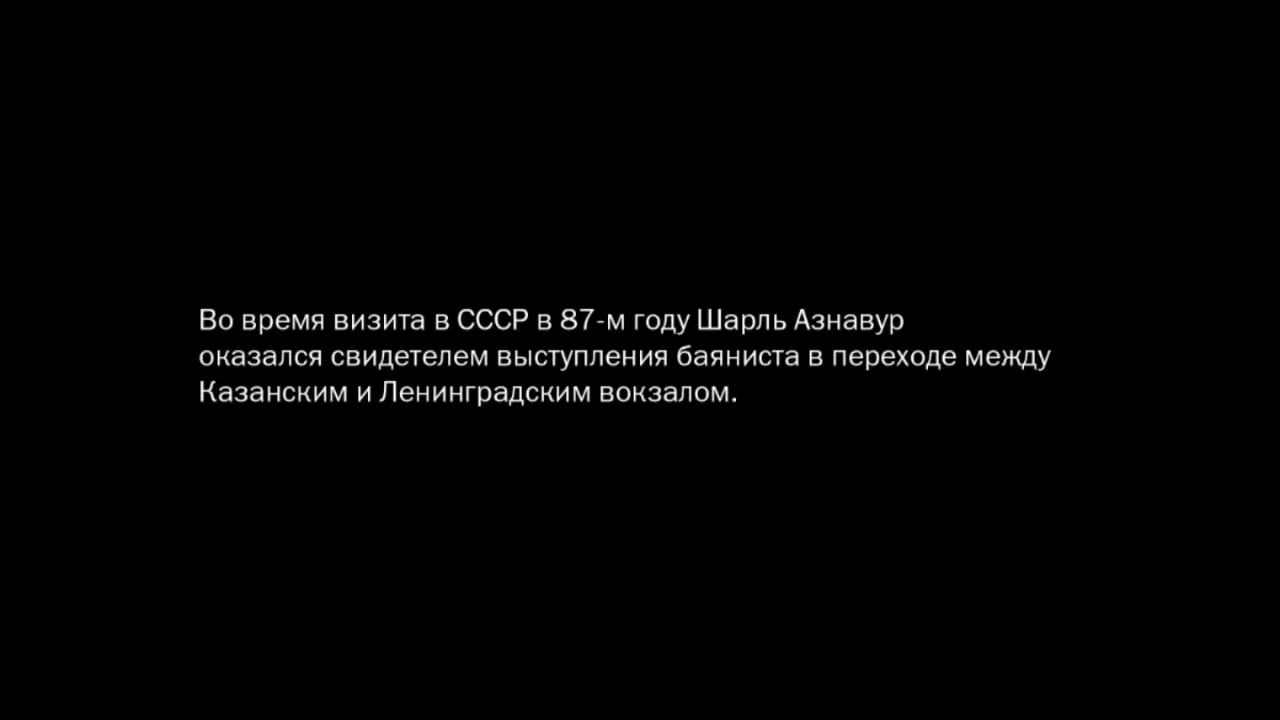 Во время визита в СССР в 87-м году Шарль Азнавур
оказался свидетелем выступления баяниста в переходе между
Казанским и Ленинградским вокзалом.